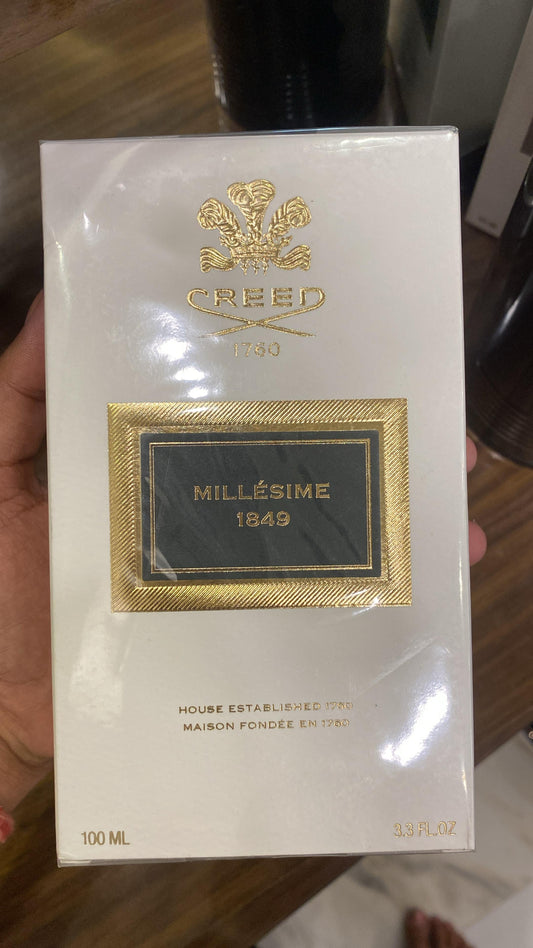 CREED
1760
MILLÉSIME
1849
HOUSE ESTABLISHED 1760
MAISON FONDÉE EN 1760
100 ML
3.3 FL.OZ